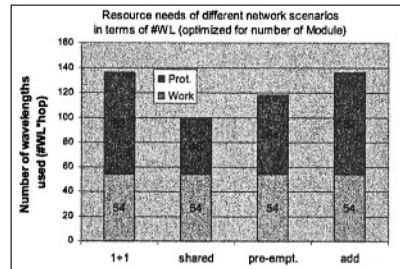 Resource needs of different network scenarios
in terms of #WL (optimized for number of Module)
Number of wavelengths
used (#WL*hop)
160
140
120
100
80
60
40
20
0
Prot.
Work
54
54
54
54
1+1
shared
pre-empt.
add